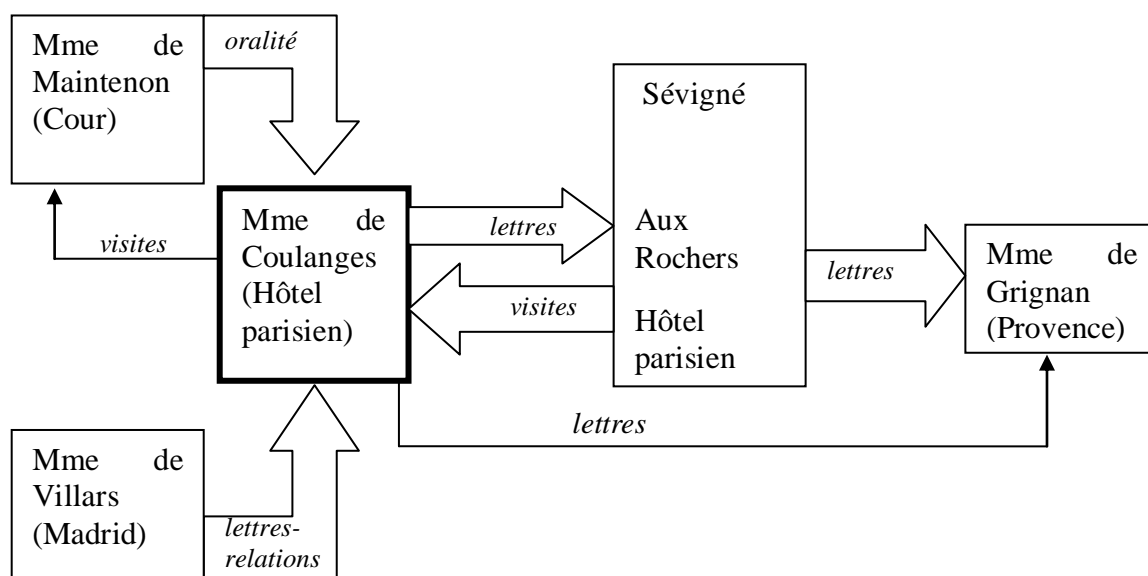 Mme de
Maintenon
(Cour)
oralité
Sévigné
visites
Mme de
Coulanges
(Hôtel
parisien)
lettres
visites
Aux
Rochers
Hôtel
parisien
lettres
Mme de
Grignan
(Provence)
lettres
Mme de
Villars
(Madrid)
lettres-
relations